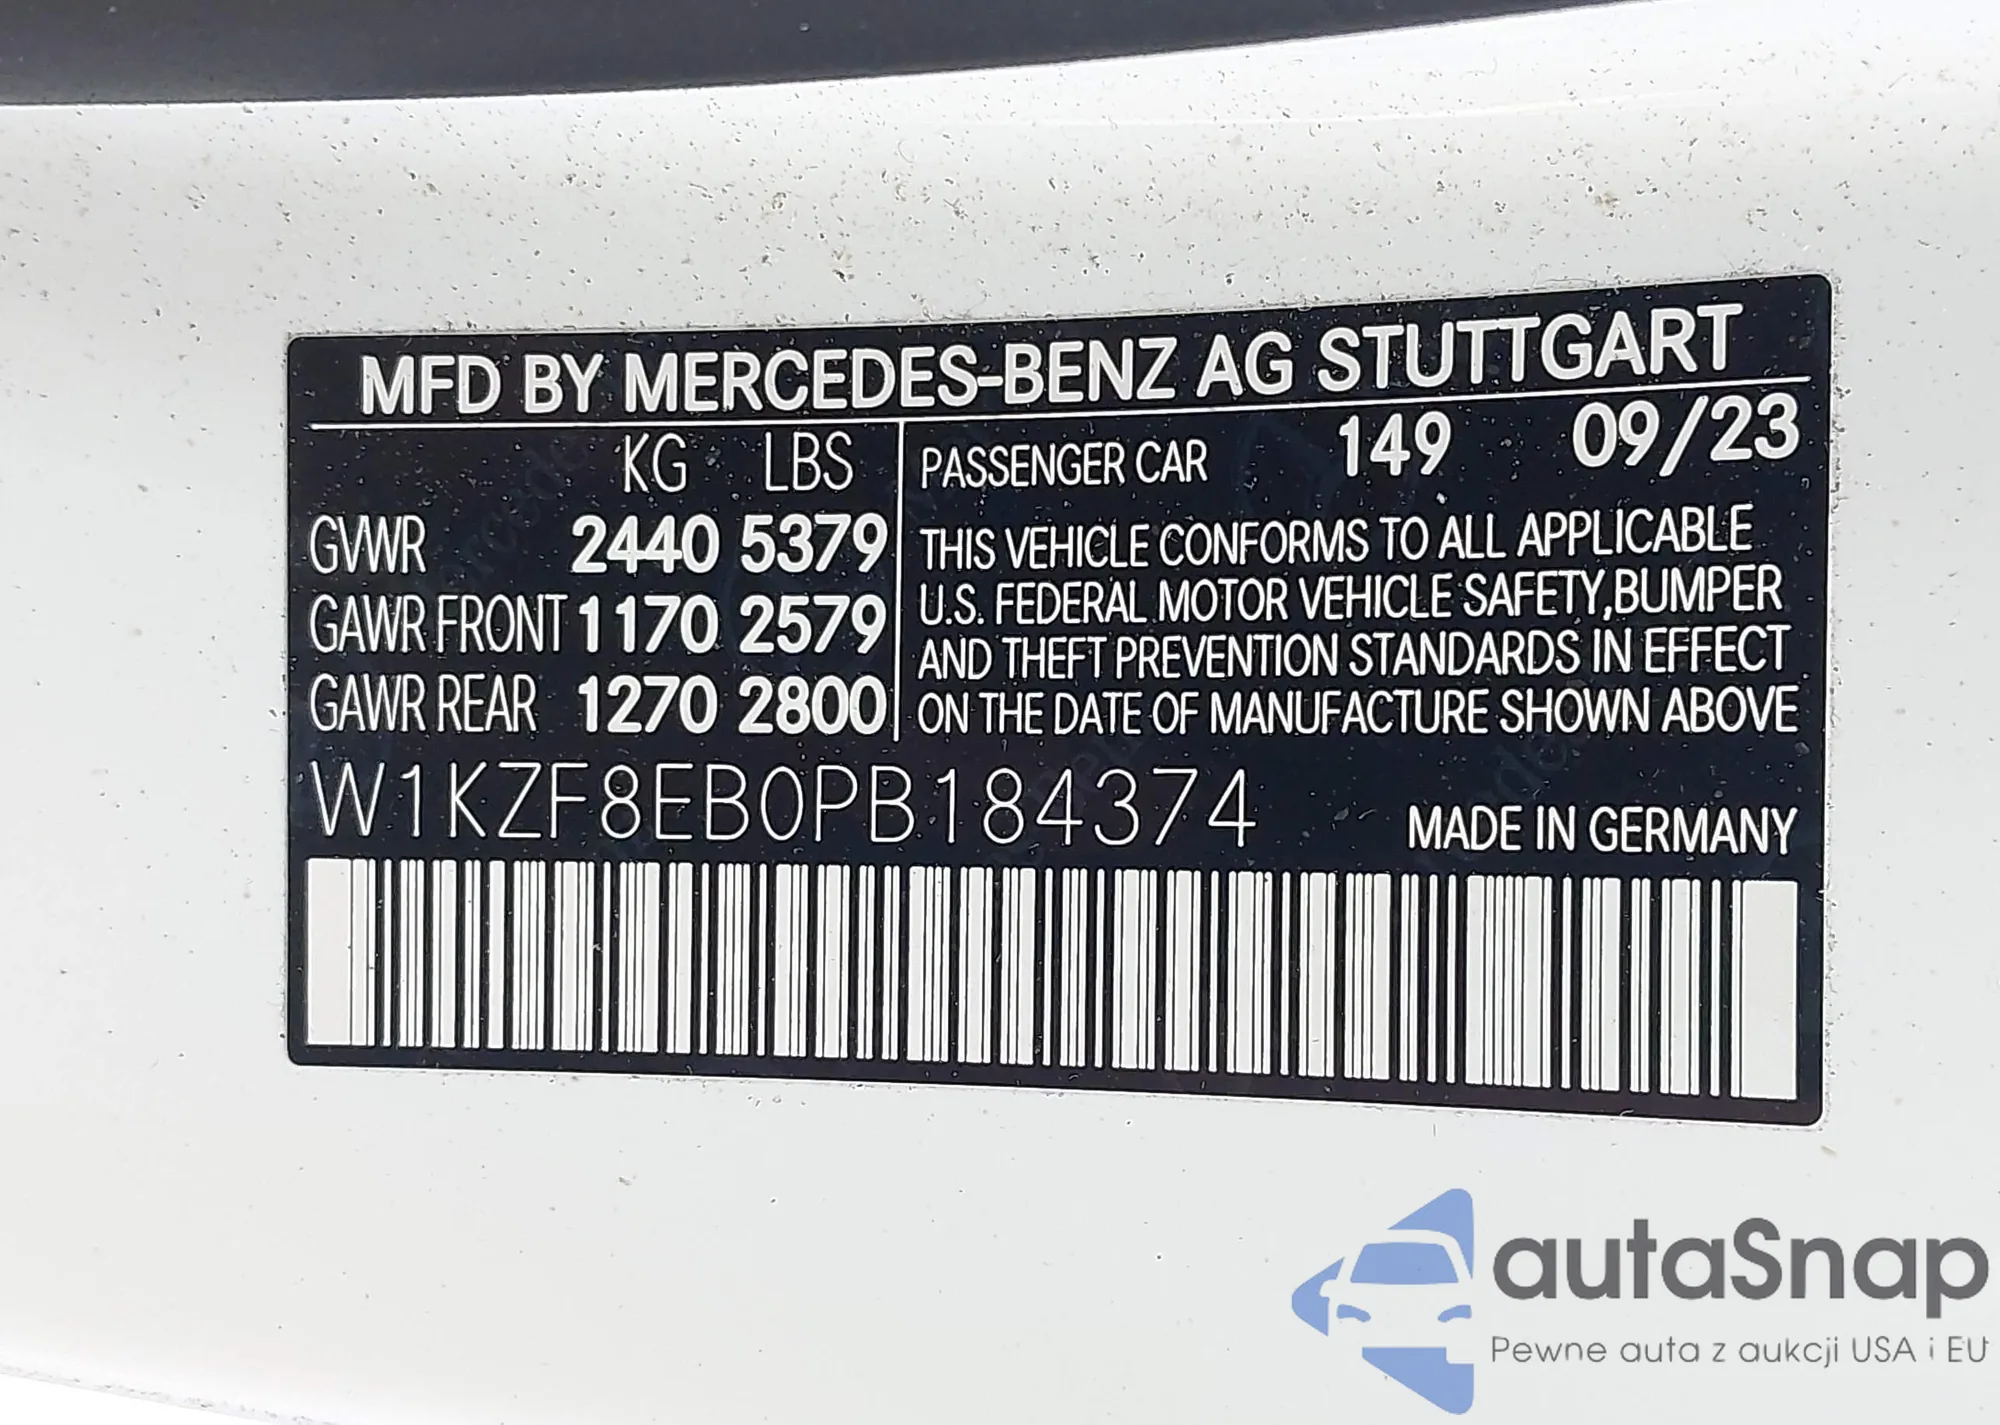 MFD BY MERCEDES-BENZ AG STUTTGART
KG LBS
GVWR 2440 5379
GAWR FRONT 1170 2579
GAWR REAR 1270 2800
PASSENGER CAR 149 09/23
THIS VEHICLE CONFORMS TO ALL APPLICABLE
U.S. FEDERAL MOTOR VEHICLE SAFETY,BUMPER
AND THEFT PREVENTION STANDARDS IN EFFECT
ON THE DATE OF MANUFACTURE SHOWN ABOVE
W1KZF8EB0PB184374
MADE IN GERMANY
autaSnap
Pewne auta z aukcji USA i EU